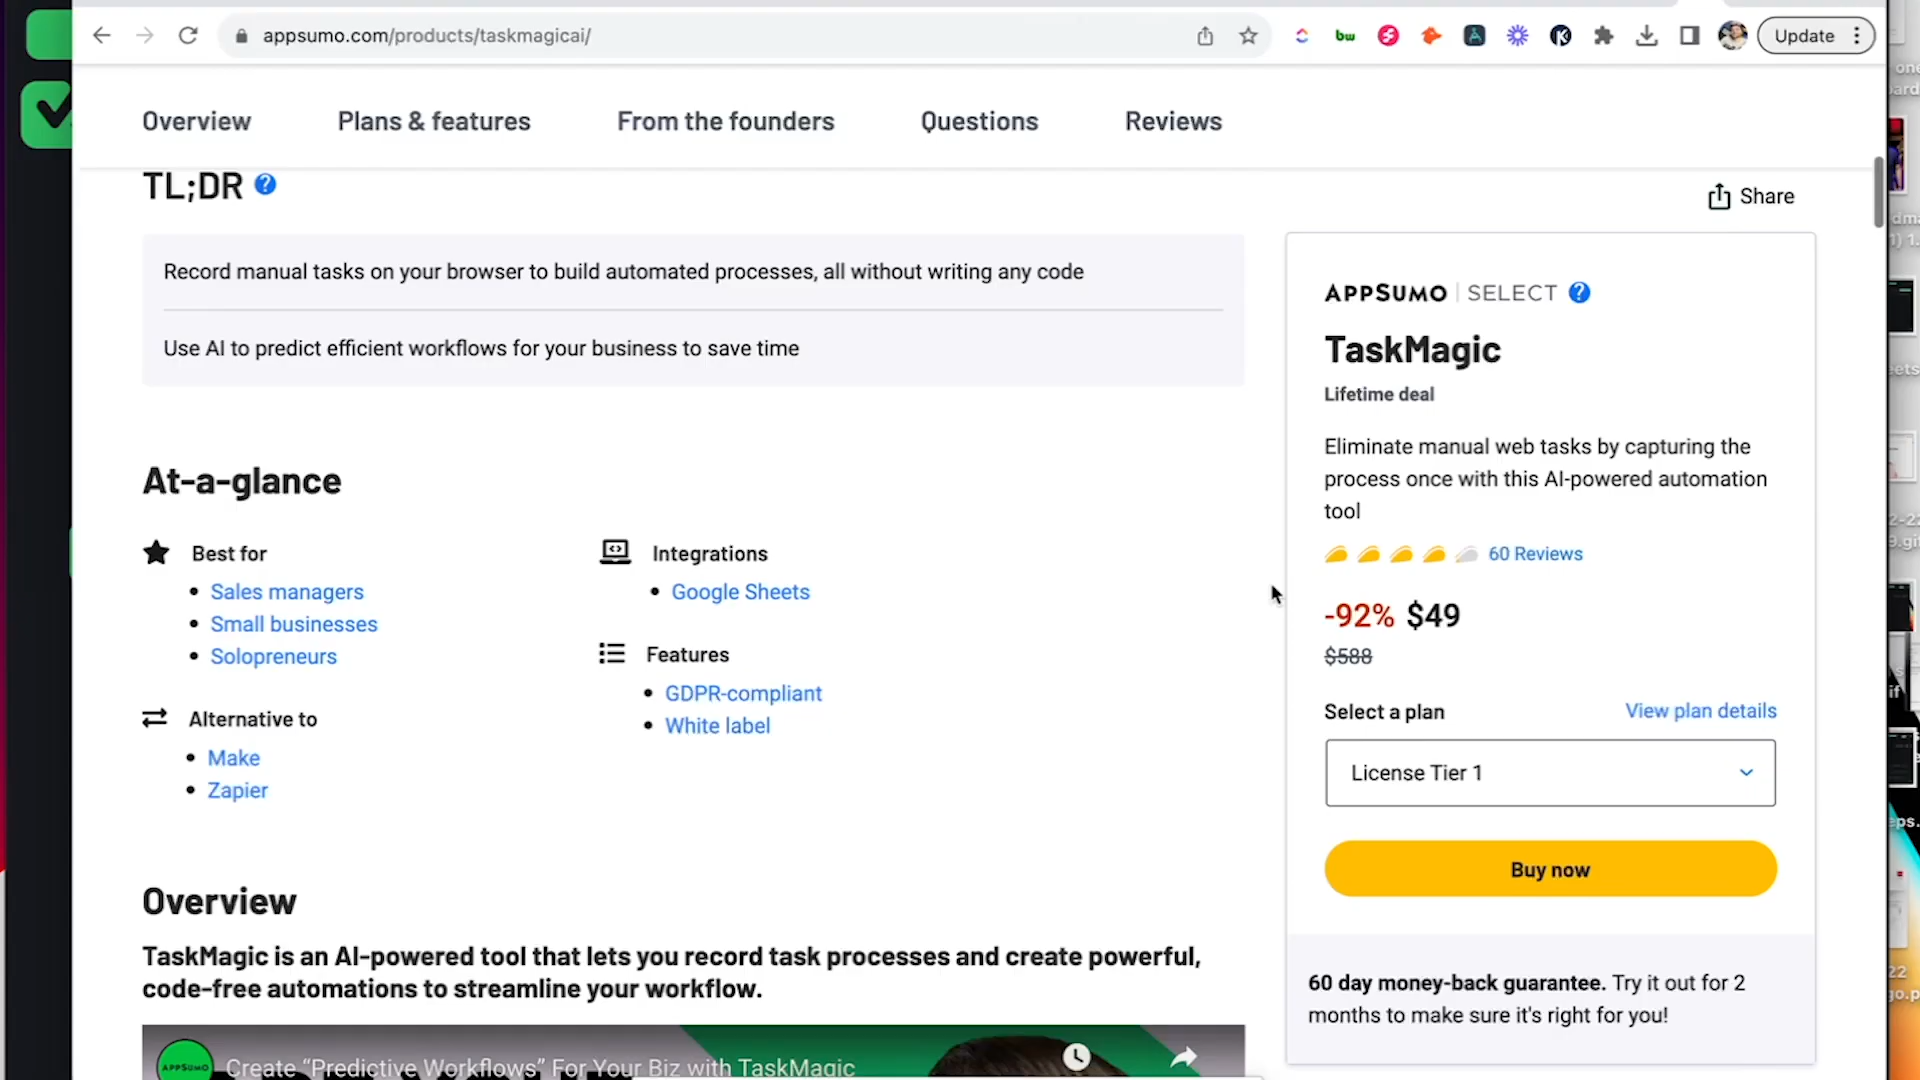 appsumo.com/products/taskmagicai/
bw
Update
Overview
Plans & features
From the founders
Questions
Reviews
TL;DR
Share
Record manual tasks on your browser to build automated processes, all without writing any code
Use AI to predict efficient workflows for your business to save time
At-a-glance
Best for
Sales managers
Small businesses
Solopreneurs
Alternative to
Make
Zapier
Integrations
Google Sheets
Features
GDPR-compliant
White label
APPSUMO | SELECT
TaskMagic
Lifetime deal
Eliminate manual web tasks by capturing the
process once with this AI-powered automation
tool
60 Reviews
-92% $49
$588
Select a plan
View plan details
License Tier 1
Buy now
60 day money-back guarantee. Try it out for 2
months to make sure it's right for you!
Overview
TaskMagic is an AI-powered tool that lets you record task processes and create powerful,
code-free automations to streamline your workflow.
APPSUMO
Create “Predictive Workflows” For Your Biz with TaskMagic